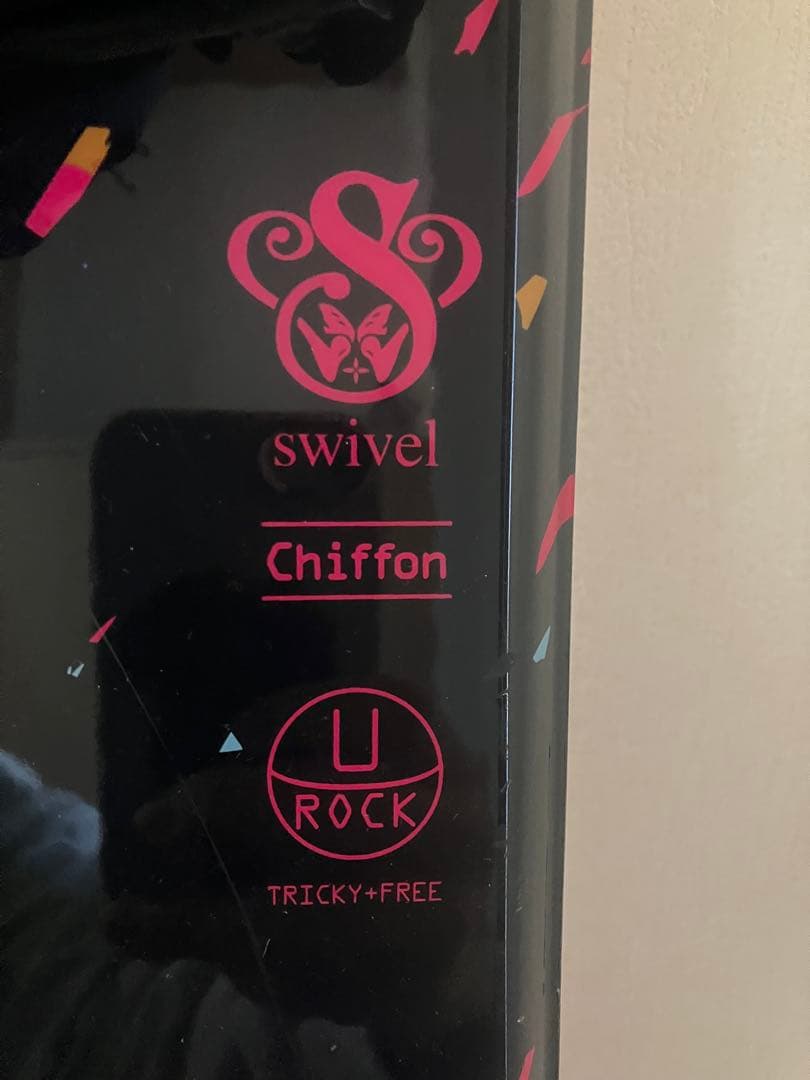 S
swivel
Chiffon
U
ROCK
TRICKY+FREE